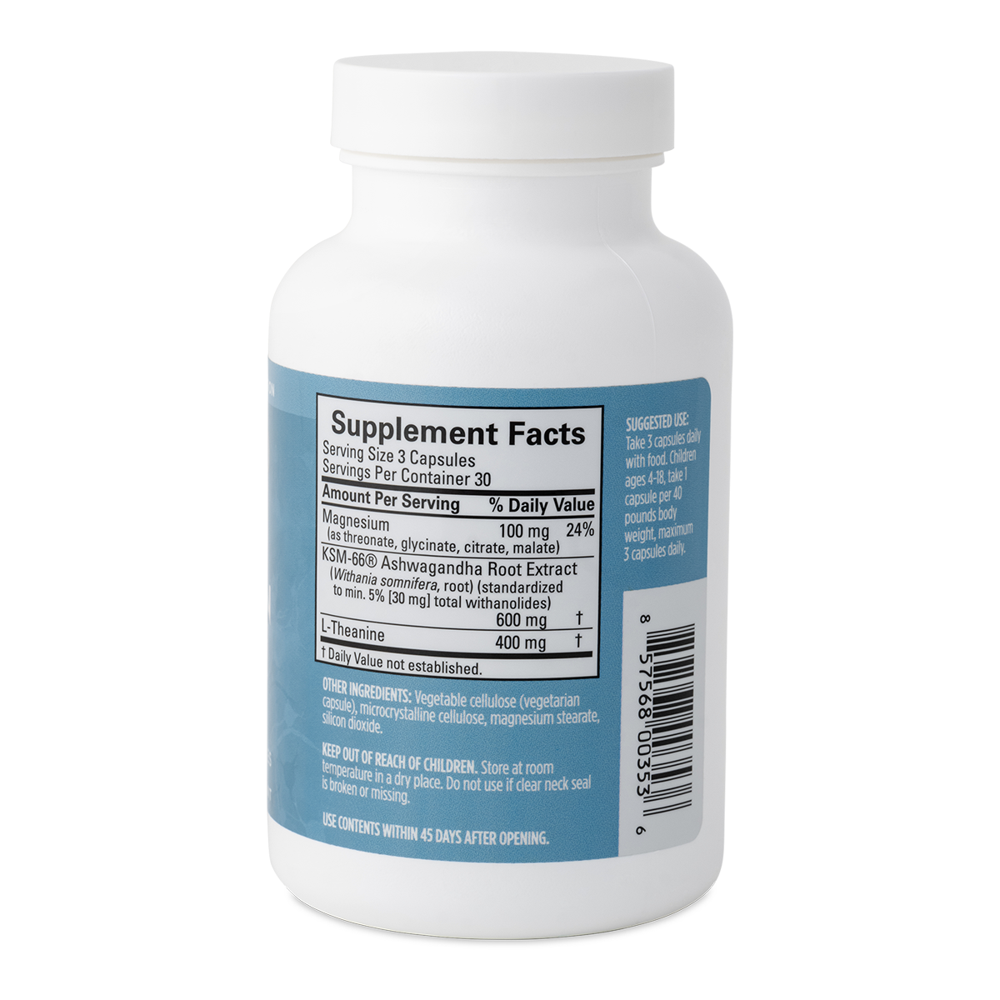 ON
Supplement Facts
Serving Size 3 Capsules
Servings Per Container 30
Amount Per Serving % Daily Value
Magnesium 100 mg 24%
(as threonate, glycinate, citrate, malate)
KSM-66® Ashwagandha Root Extract
(Withania somnifera, root) (standardized
to min. 5% [30 mg] total withanolides)
600 mg †
L-Theanine 400 mg †
† Daily Value not established.
OTHER INGREDIENTS: Vegetable cellulose (vegetarian
capsule), microcrystalline cellulose, magnesium stearate,
silicon dioxide.
KEEP OUT OF REACH OF CHILDREN. Store at room
temperature in a dry place. Do not use if clear neck seal
is broken or missing.
USE CONTENTS WITHIN 45 DAYS AFTER OPENING.
SUGGESTED USE:
Take 3 capsules daily
with food. Children
ages 4-18, take 1
capsule per 40
pounds body
weight, maximum
3 capsules daily.
8 57568 00353 6